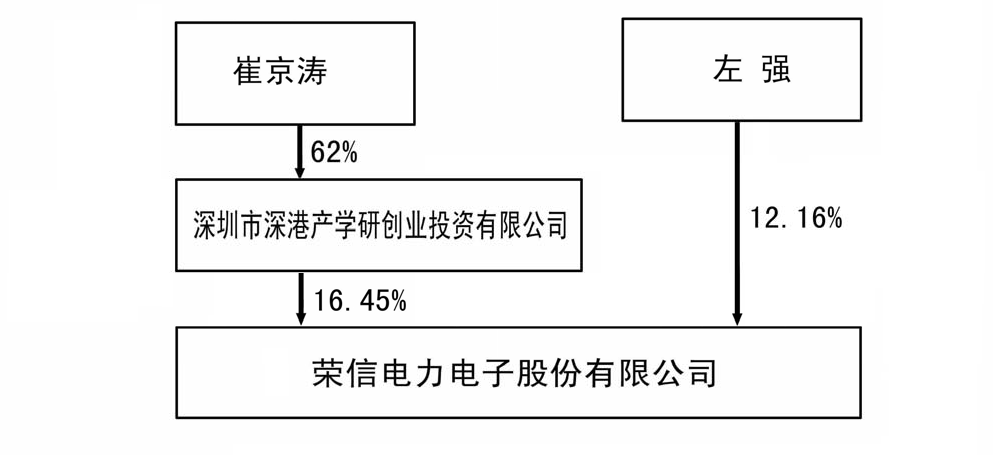 崔京涛
左 强
62%
深圳市深港产学研创业投资有限公司
12.16%
16.45%
荣信电力电子股份有限公司